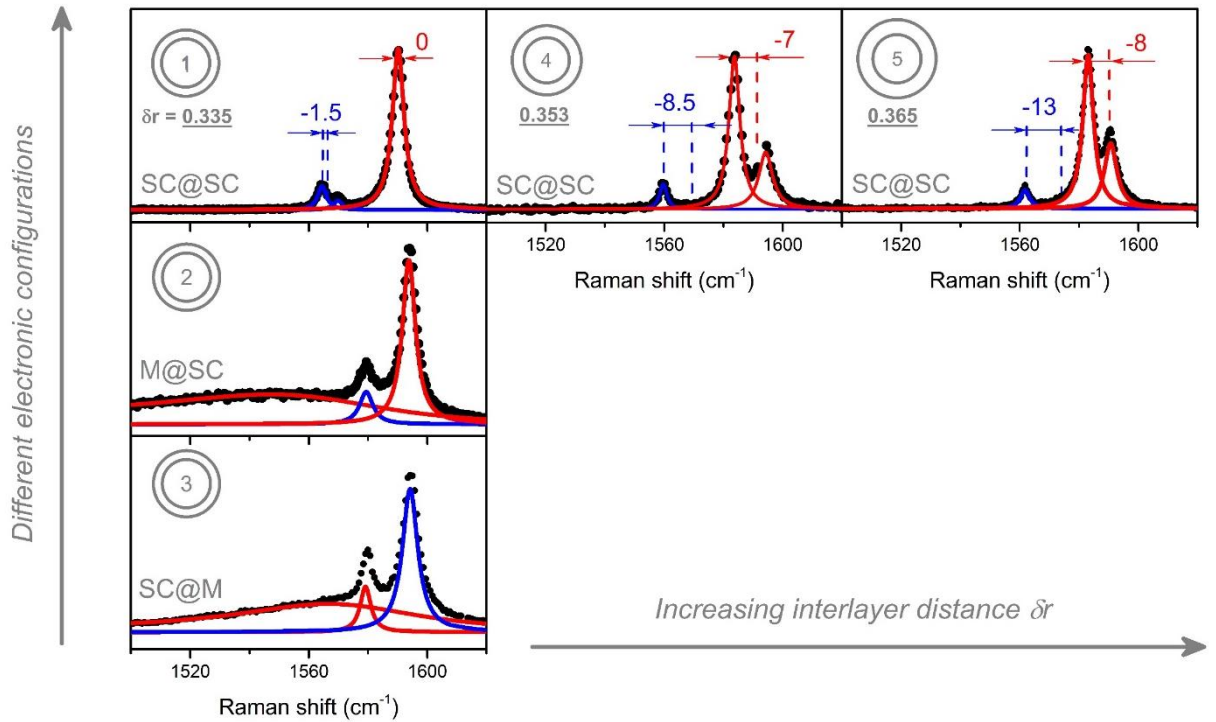 Different electronic configurations
1
δr = 0.335
SC@SC
-1.5
0
4
0.353
SC@SC
-8.5
-7
5
0.365
-13
-8
1520 1560 1600
Raman shift (cm-1)
1520 1560 1600
Raman shift (cm-1)
2
M@SC
3
SC@M
1520 1560 1600
Raman shift (cm-1)
Increasing interlayer distance δr